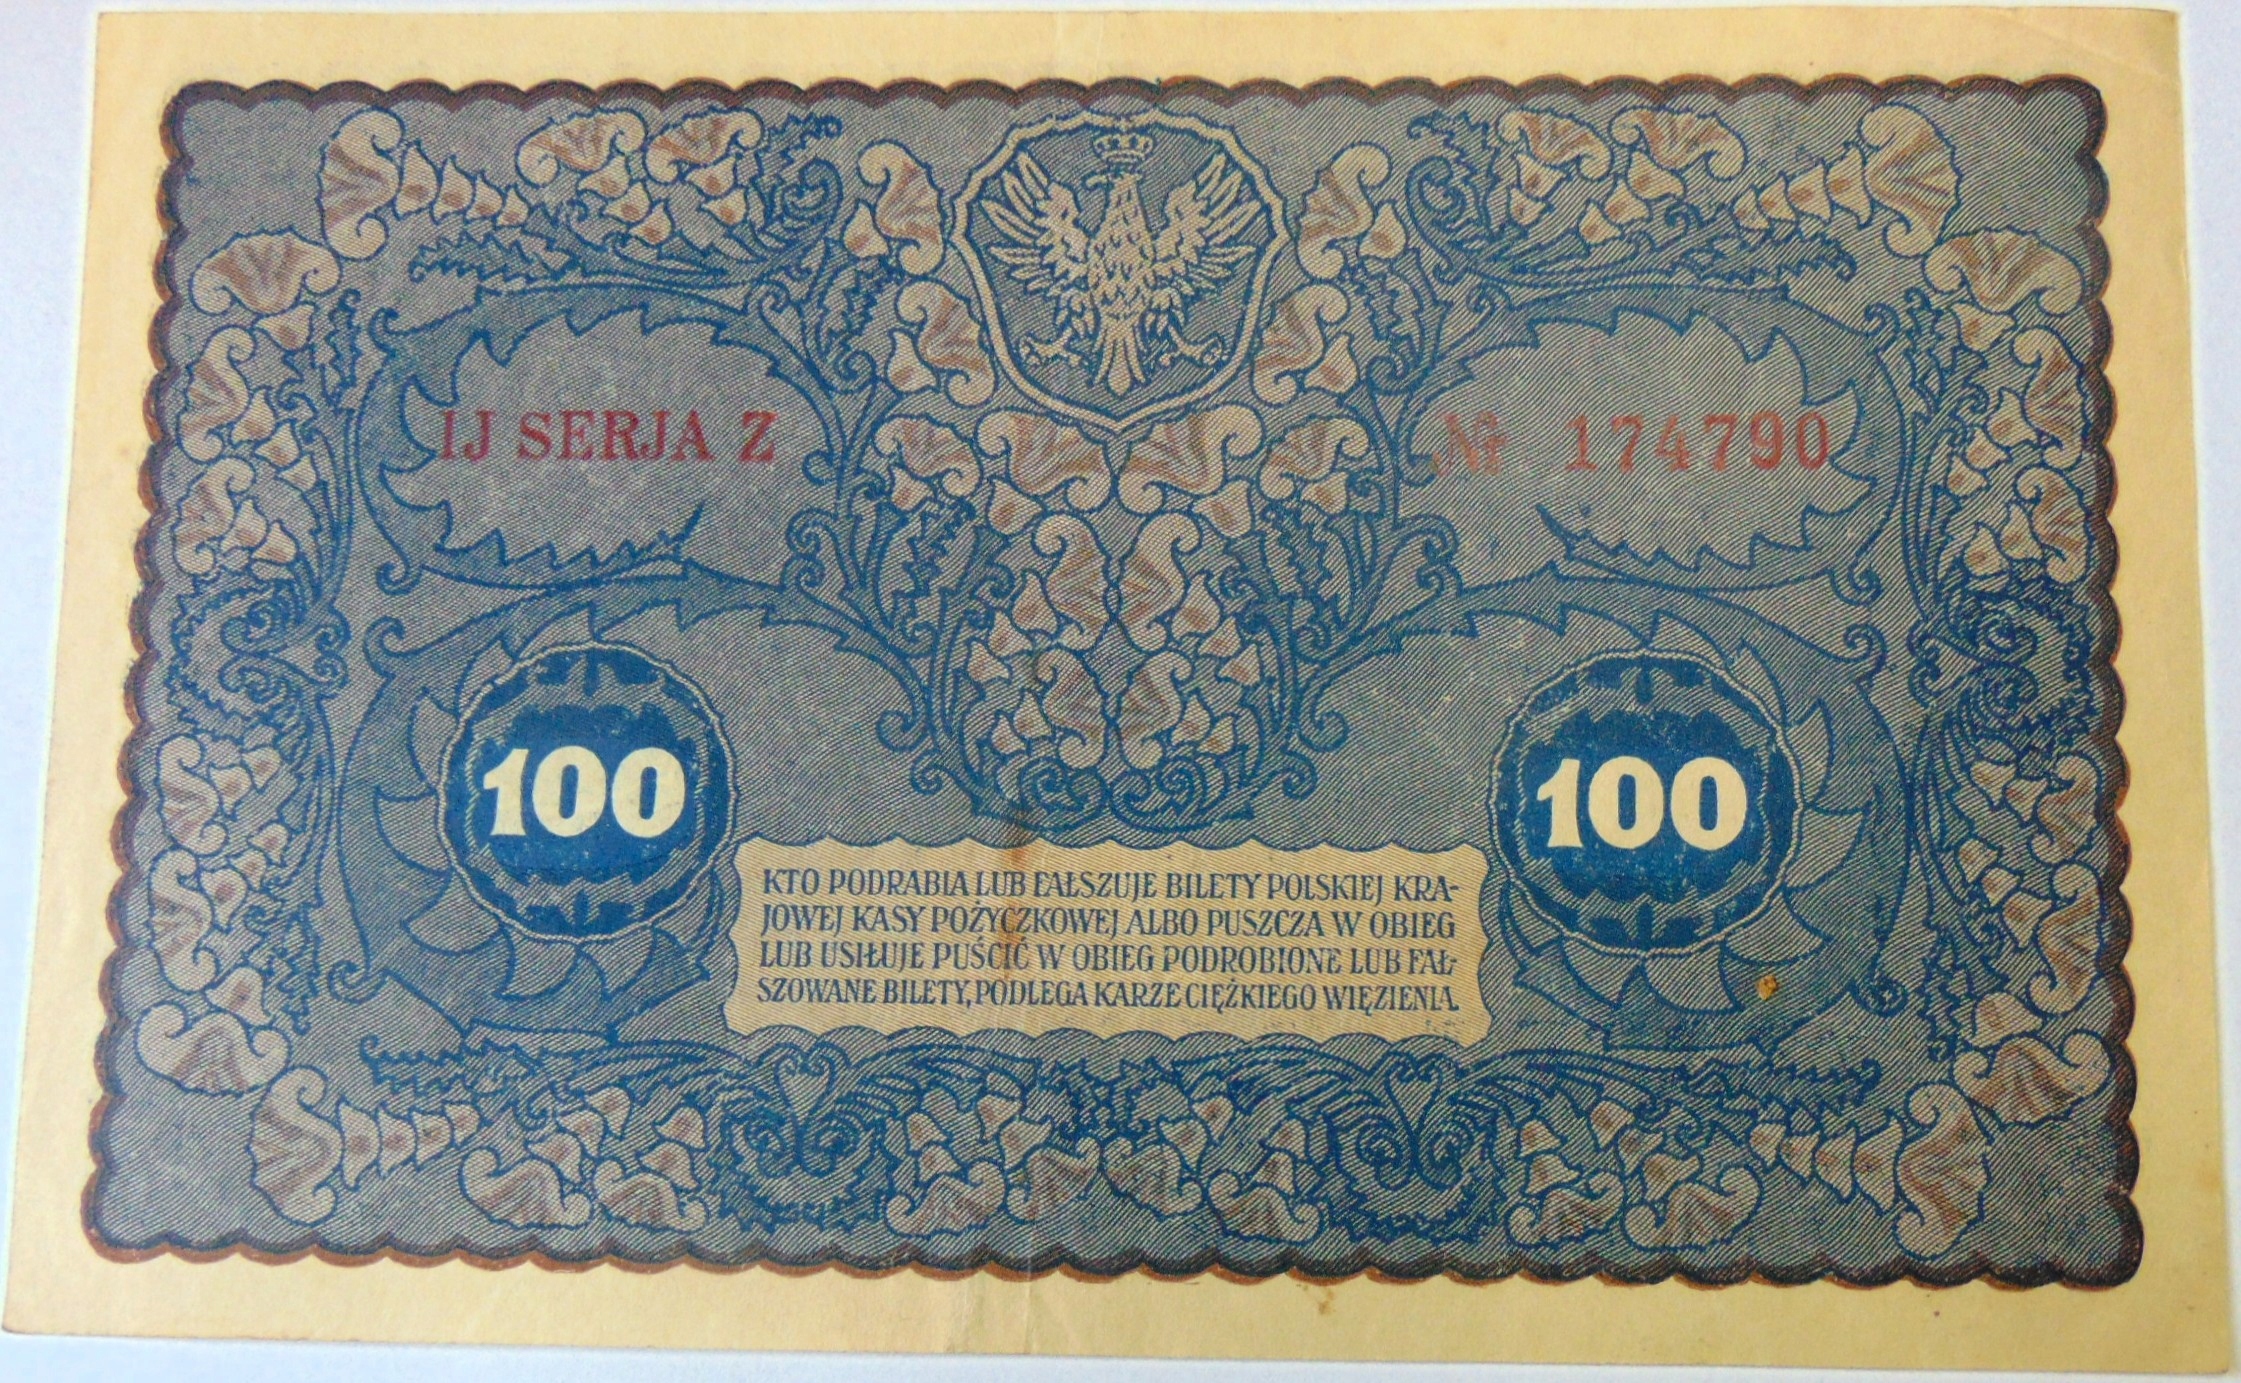 IJ SERJA Z
№ 174790
100
100
KTO PODRABIA LUB FAŁSZUJE BILETY POLSKIEJ KRA-
JOWEJ KASY POŻYCZKOWEJ ALBO PUSZCZA W OBIEG
LUB USIŁUJE PUŚCIĆ W OBIEG PODROBIONE LUB FAŁ-
SZOWANE BILETY, PODLEGA KARZE CIĘŻKIEGO WIĘZIENIA.